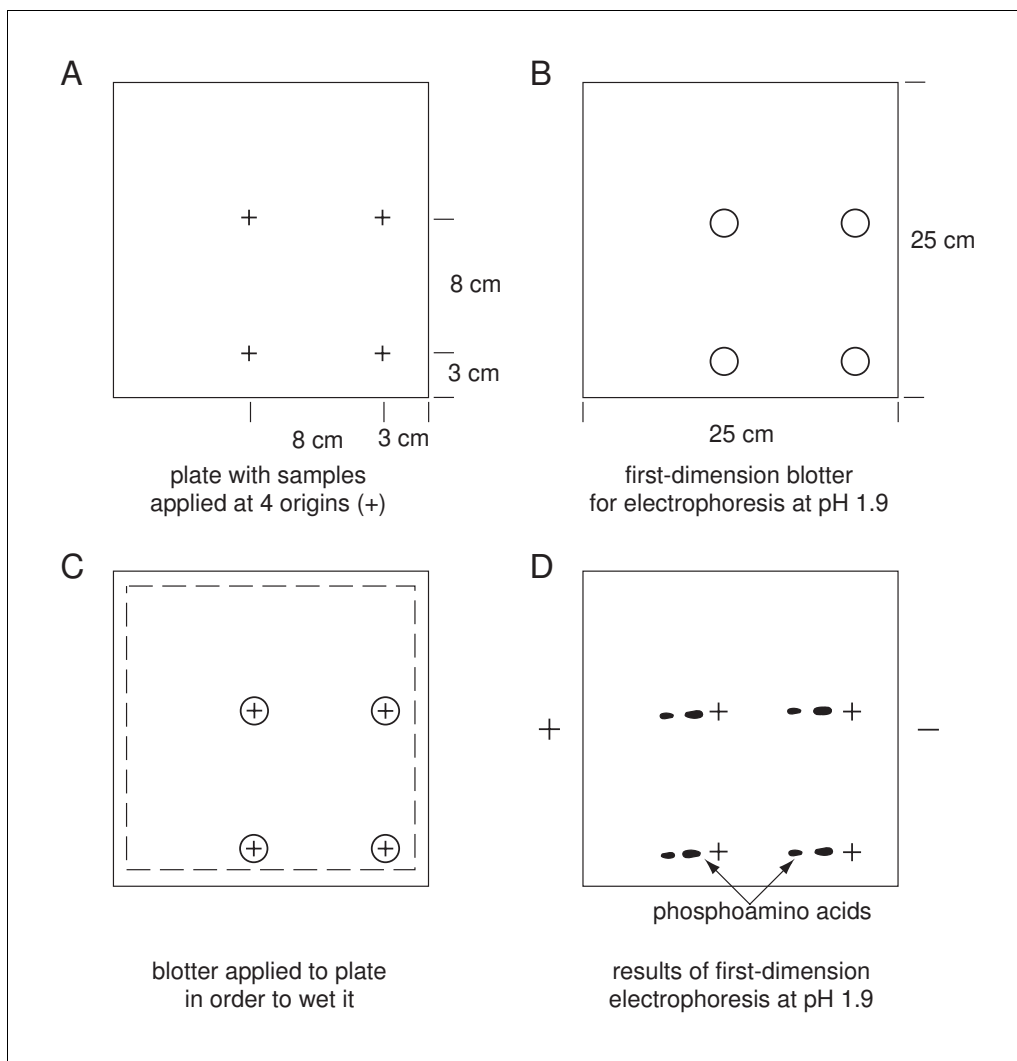 A
8 cm
3 cm
8 cm
3 cm
plate with samples
applied at 4 origins (+)
B
25 cm
25 cm
first-dimension blotter
for electrophoresis at pH 1.9
C
blotter applied to plate
in order to wet it
D
+
–
phosphoamino acids
results of first-dimension
electrophoresis at pH 1.9